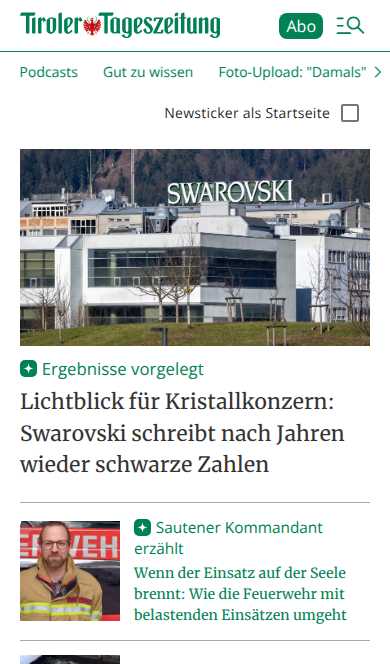 Tiroler Tageszeitung
Abo
Podcasts Gut zu wissen Foto-Upload: "Damals"
Newsticker als Startseite
SWAROVSKI
Ergebnisse vorgelegt
Lichtblick für Kristallkonzern:
Swarovski schreibt nach Jahren
wieder schwarze Zahlen
Sautener Kommandant
erzählt
Wenn der Einsatz auf der Seele
brennt: Wie die Feuerwehr mit
belastenden Einsätzen umgeht